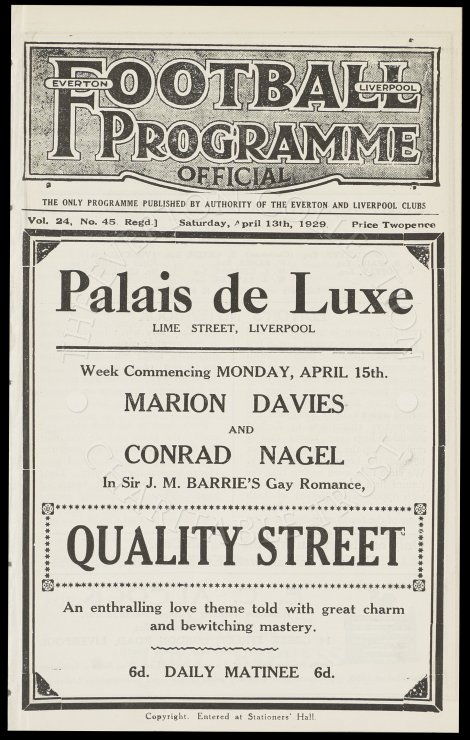 FOOTBALL
EVERTON LIVERPOOL
PROGRAMME
OFFICIAL
THE ONLY PROGRAMME PUBLISHED BY AUTHORITY OF THE EVERTON AND LIVERPOOL CLUBS
Vol. 24, No. 45. Regd.] Saturday, April 13th, 1929 Price Twopence
Palais de Luxe
LIME STREET, LIVERPOOL
Week Commencing MONDAY, APRIL 15th.
MARION DAVIES
AND
CONRAD NAGEL
In Sir J. M. BARRIE'S Gay Romance,
QUALITY STREET
An enthralling love theme told with great charm
and bewitching mastery.
6d. DAILY MATINEE 6d.
Copyright. Entered at Stationers' Hall.